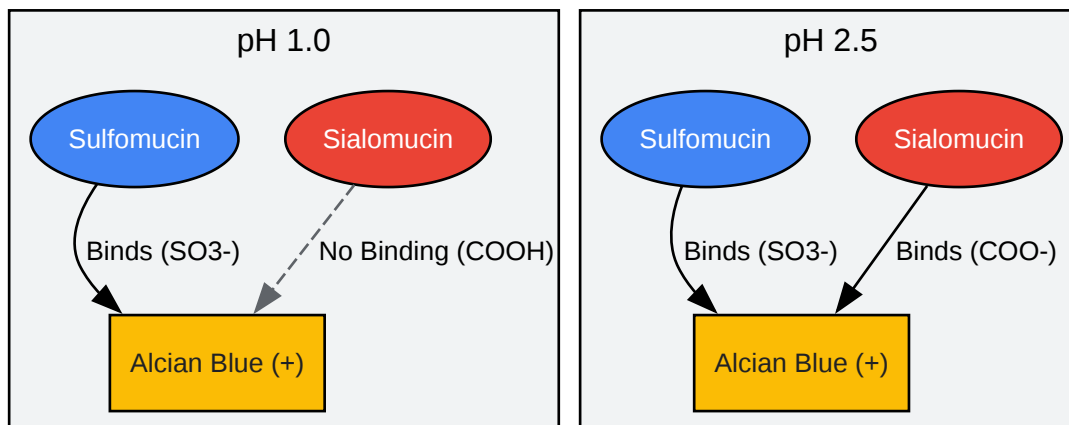 pH 1.0
Sulfomucin
Sialomucin
Binds (SO3-)
No Binding (COOH)
Alcian Blue (+)
pH 2.5
Sulfomucin
Sialomucin
Binds (SO3-)
Binds (COO-)
Alcian Blue (+)